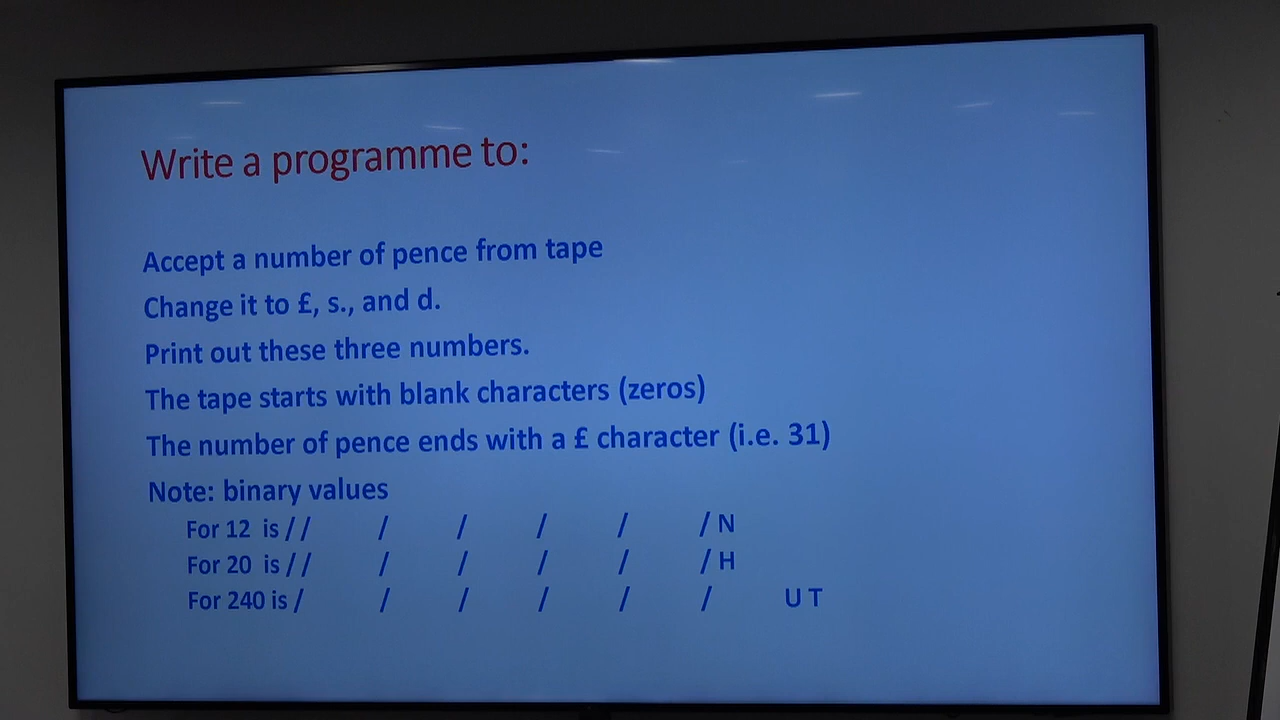 Write a programme to:
Accept a number of pence from tape
Change it to £, s., and d.
Print out these three numbers.
The tape starts with blank characters (zeros)
The number of pence ends with a £ character (i.e. 31)
Note: binary values
For 12 is / / / / / / / N
For 20 is / / / / / / / H
For 240 is / / / / / / U T